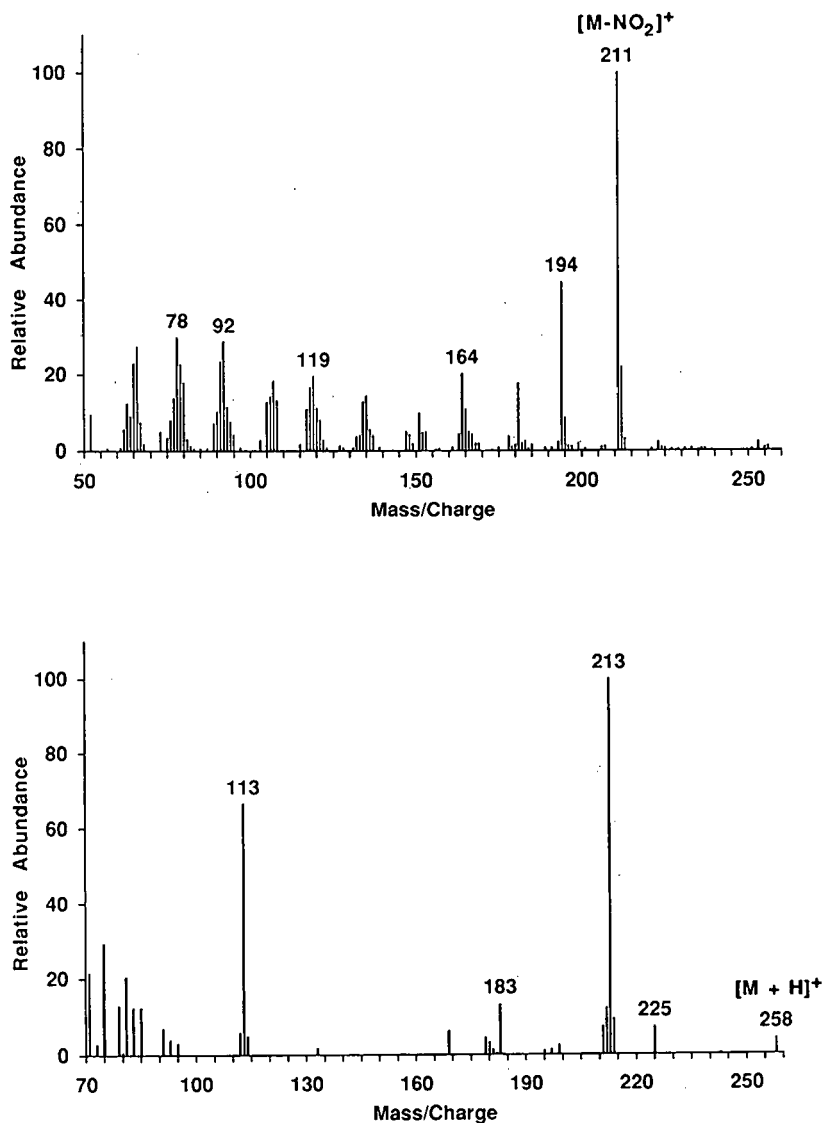 [M-NO2]+
211
100
80
60
40
20
0
Relative Abundance
194
78
92
119
164
50 100 150 200 250
Mass/Charge
213
100
80
60
40
20
0
Relative Abundance
113
183
225
[M + H]+
258
70 100 130 160 190 220 250
Mass/Charge